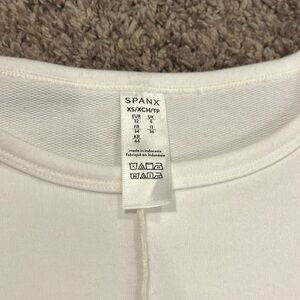 SPANX
XS/XCH/TP
EUR UK
32 6
FR IT
34 36
KR
44
made in indonesia
fabriqué en indonésie